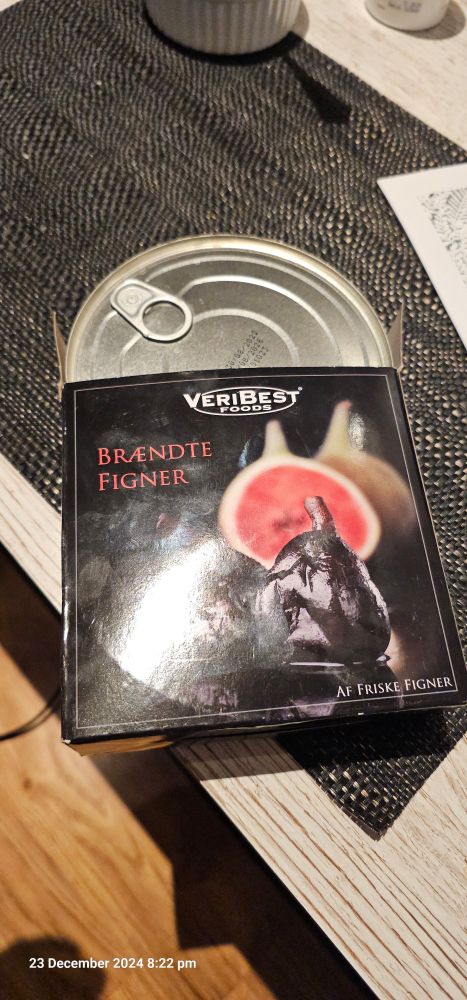 VERIBEST®
FOODS
BRÆNDTE
FIGNER
AF FRISKE FIGNER
23 December 2024 8:22 pm